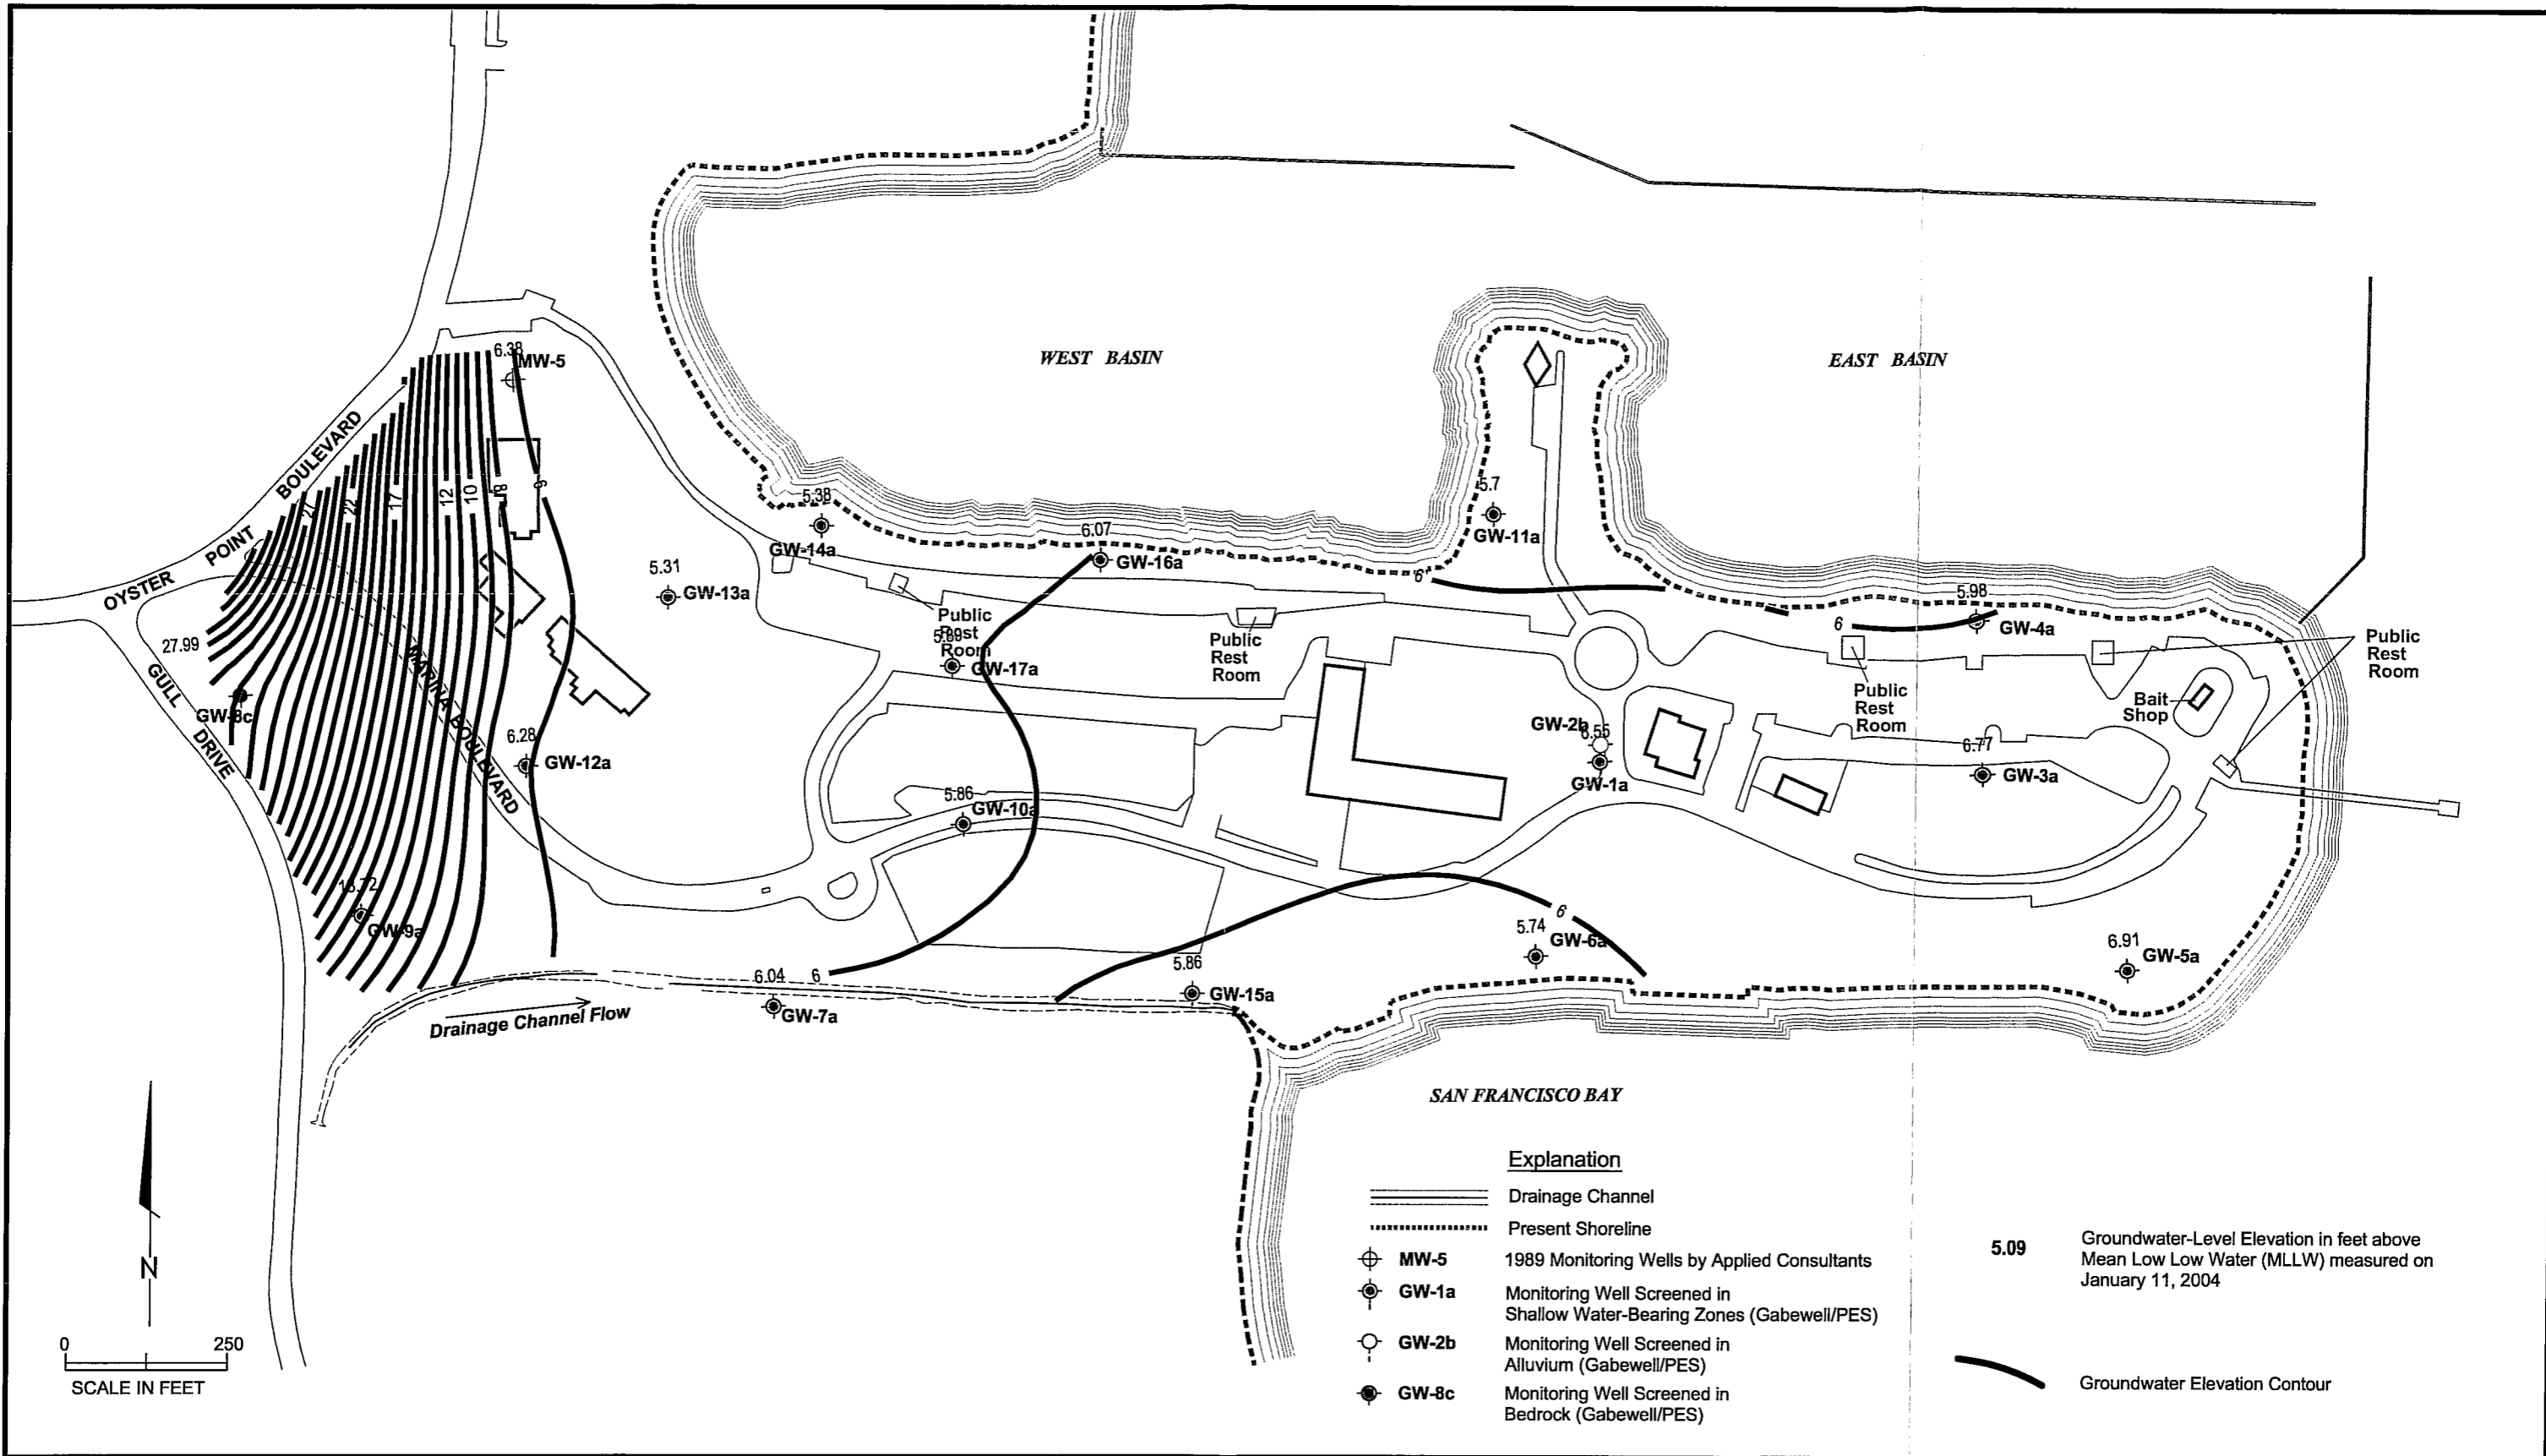 6.38
MW-5
WEST BASIN
EAST BASIN
OYSTER POINT BOULEVARD
27
22
17
12
10
8
6
5.38
GW-14a
6.07
GW-16a
5.7
GW-11a
5.31
GW-13a
6
5.98
GW-4a
6
Public
Rest
Room
GW-17a
Public
Rest
Room
Public
Rest
Room
Public
Rest
Room
Bait
Shop
27.99
GW-8c
GULL DRIVE
MARINA BOULEVARD
6.28
GW-12a
GW-2b
6.55
GW-1a
6.77
GW-3a
5.86
GW-10a
GW-9a
6
5.74
GW-6a
6.91
GW-5a
6.04
6
GW-7a
5.86
GW-15a
Drainage Channel Flow
SAN FRANCISCO BAY
N
0 250
SCALE IN FEET
Explanation
Drainage Channel
Present Shoreline
MW-5 1989 Monitoring Wells by Applied Consultants
GW-1a Monitoring Well Screened in
Shallow Water-Bearing Zones (Gabewell/PES)
GW-2b Monitoring Well Screened in
Alluvium (Gabewell/PES)
GW-8c Monitoring Well Screened in
Bedrock (Gabewell/PES)
5.09 Groundwater-Level Elevation in feet above
Mean Low Low Water (MLLW) measured on
January 11, 2004
Groundwater Elevation Contour